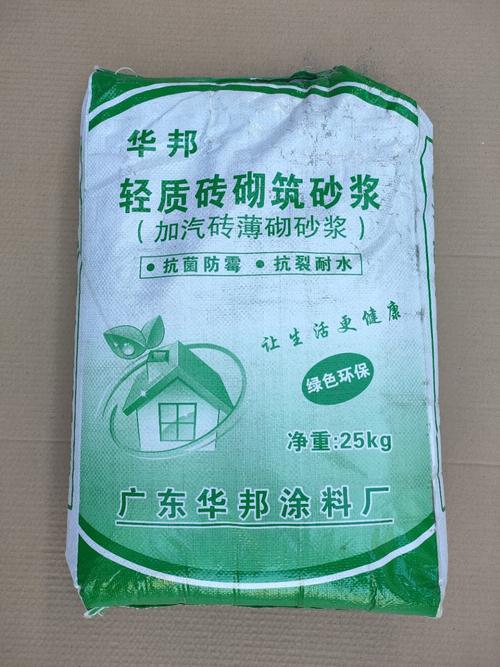 华邦
轻质砖砌筑砂浆
（加汽砖薄砌砂浆）
•抗菌防霉 •抗裂耐水
让生活更健康
绿色环保
净重:25kg
广东华邦涂料厂